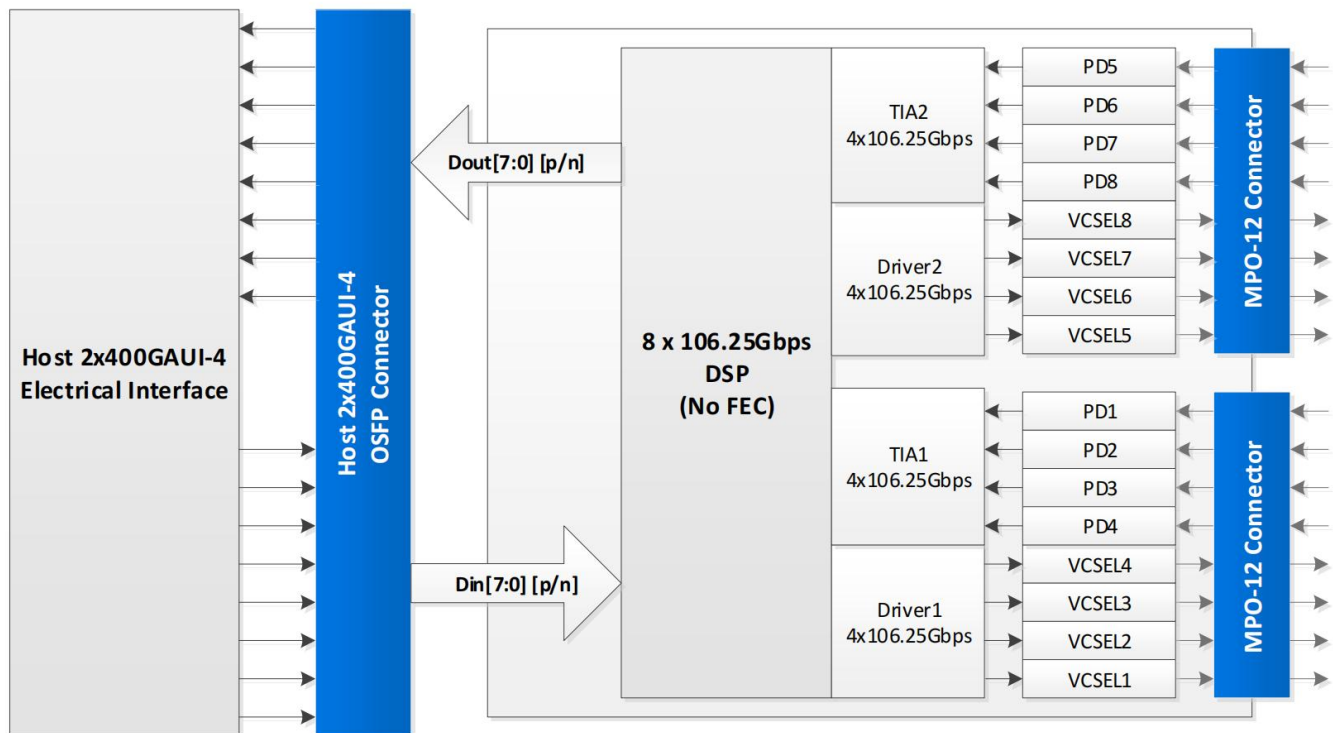 Host 2x400GAUI-4
Electrical Interface
Host 2x400GAUI-4
OSFP Connector
Dout[7:0] [p/n]
Din[7:0] [p/n]
8 x 106.25Gbps
DSP
(No FEC)
TIA2
4x106.25Gbps
Driver2
4x106.25Gbps
TIA1
4x106.25Gbps
Driver1
4x106.25Gbps
PD5
PD6
PD7
PD8
VCSEL8
VCSEL7
VCSEL6
VCSEL5
PD1
PD2
PD3
PD4
VCSEL4
VCSEL3
VCSEL2
VCSEL1
MPO-12 Connector
MPO-12 Connector